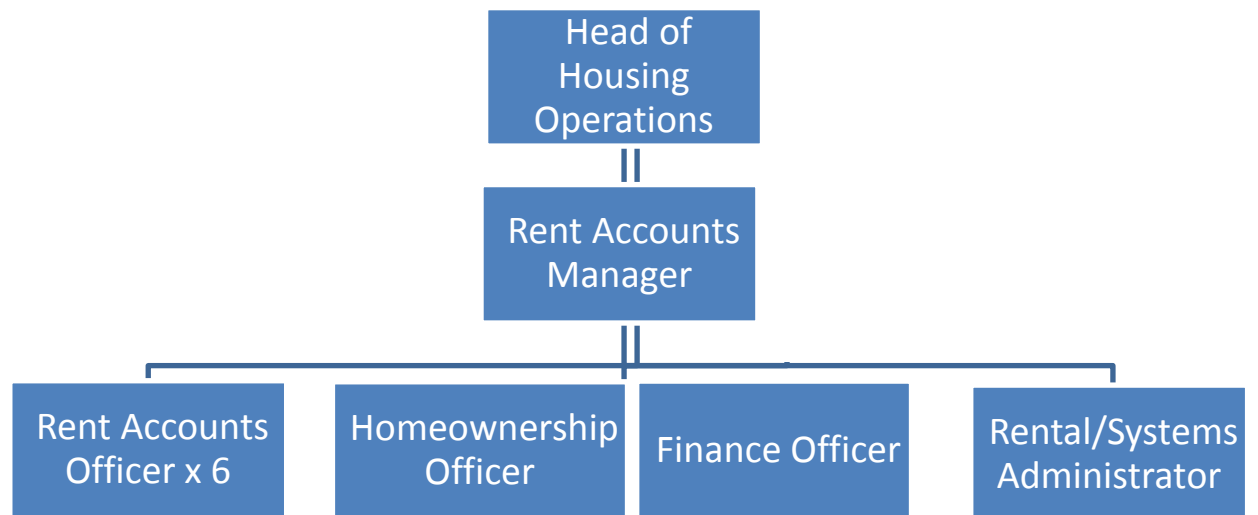 Head of
Housing
Operations
Rent Accounts
Manager
Rent Accounts
Officer x 6
Homeownership
Officer
Finance Officer
Rental/Systems
Administrator